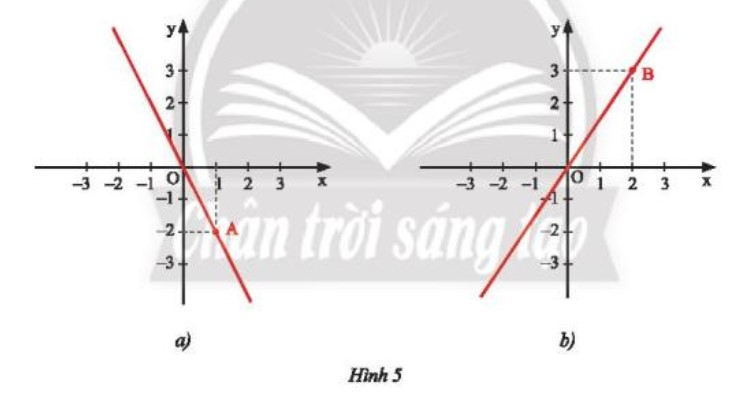 y
3
2
1
O
-3 -2 -1 1 2 3 x
-1
-2 A
-3
y
3 B
2
1
O
-3 -2 -1 1 2 3 x
-1
-2
-3
Chân trời sáng tạo
a) b)
Hình 5